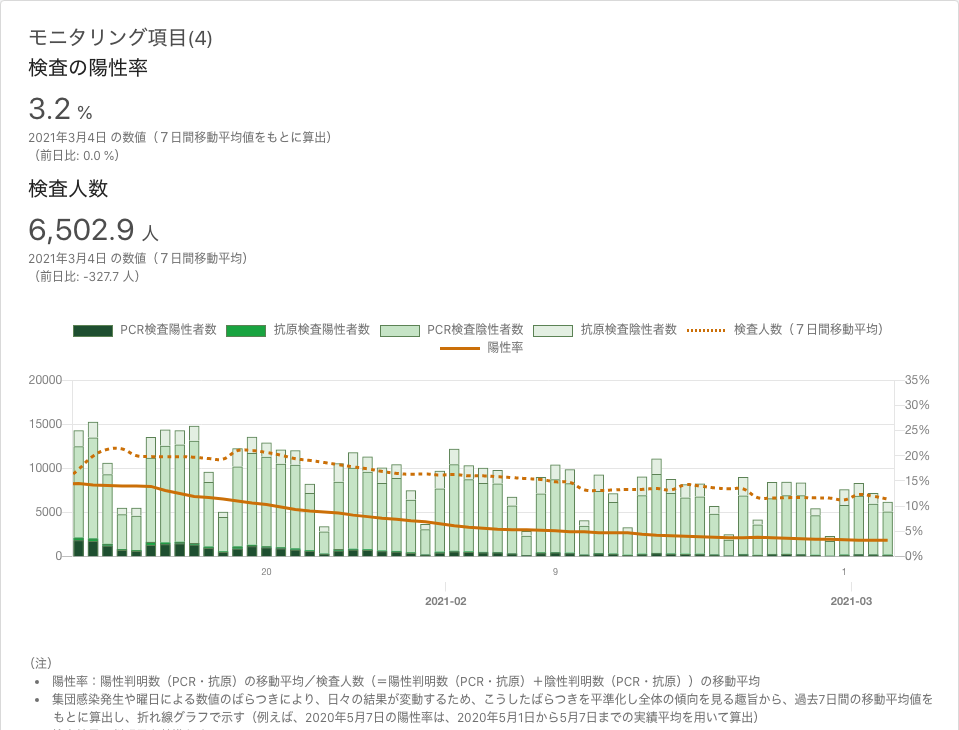 モニタリング項目(4)
検査の陽性率
3.2 %
2021年3月4日 の数値（７日間移動平均値をもとに算出）
（前日比: 0.0 %）
検査人数
6,502.9 人
2021年3月4日 の数値（７日間移動平均）
（前日比: -327.7 人）
PCR検査陽性者数 抗原検査陽性者数 PCR検査陰性者数 抗原検査陰性者数 検査人数（７日間移動平均）
陽性率
20000 35%
30%
15000 25%
20%
10000 15%
10%
5000 5%
0 0%
20 9 1
2021-02 2021-03
（注）
• 陽性率：陽性判明数（PCR・抗原）の移動平均／検査人数（＝陽性判明数（PCR・抗原）＋陰性判明数（PCR・抗原））の移動平均
• 集団感染発生や曜日による数値のばらつきにより、日々の結果が変動するため、こうしたばらつきを平準化し全体の傾向を見る趣旨から、過去7日間の移動平均値を
もとに算出し、折れ線グラフで示す（例えば、2020年5月7日の陽性率は、2020年5月1日から5月7日までの実績平均を用いて算出）